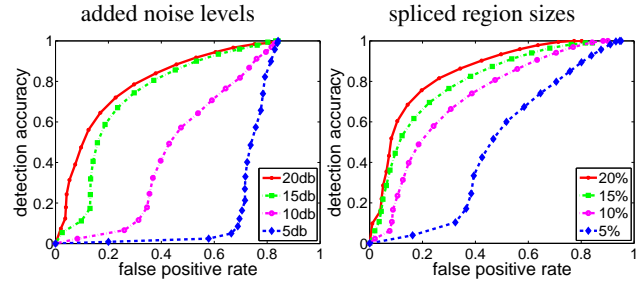 added noise levels
spliced region sizes
detection accuracy
1
0.8
0.6
0.4
0.2
0
0
0.2
0.4
0.6
0.8
1
false positive rate
20db
15db
10db
5db
detection accuracy
1
0.8
0.6
0.4
0.2
0
0
0.2
0.4
0.6
0.8
1
false positive rate
20%
15%
10%
5%